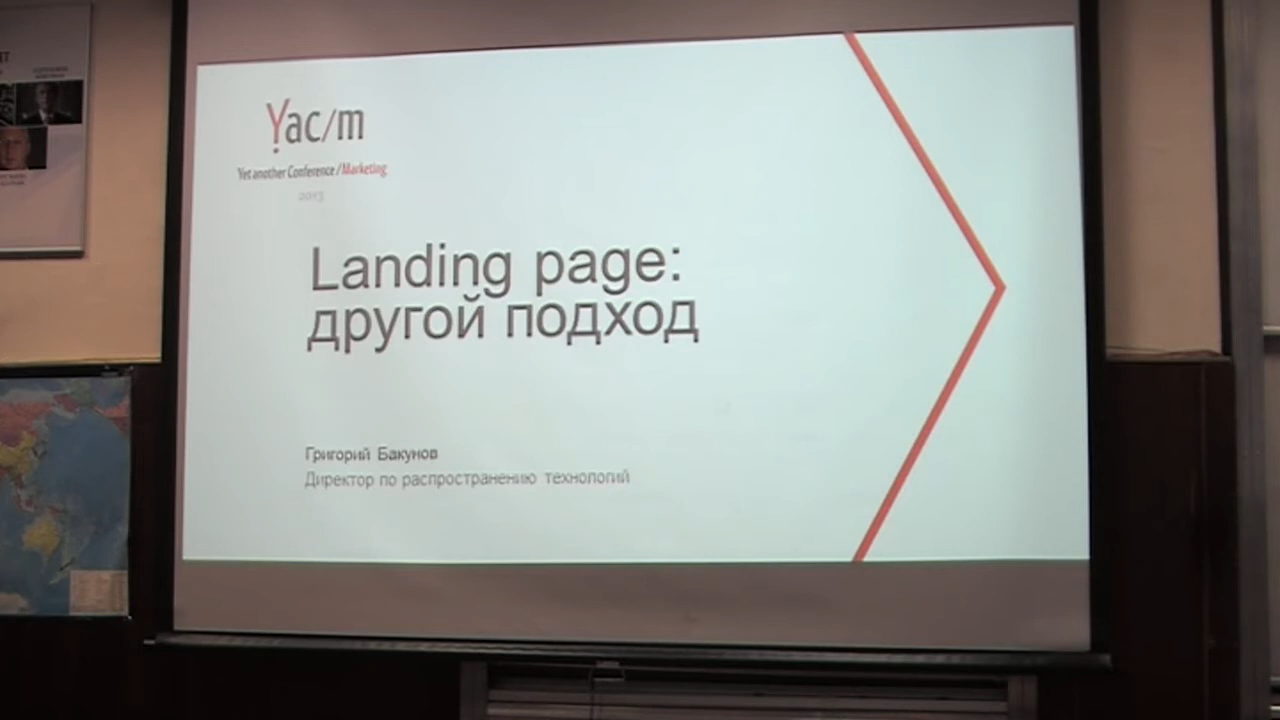 Yac/m
Yet another Conference / Marketing
2013
Landing page:
другой подход
Григорий Бакунов
Директор по распространению технологий